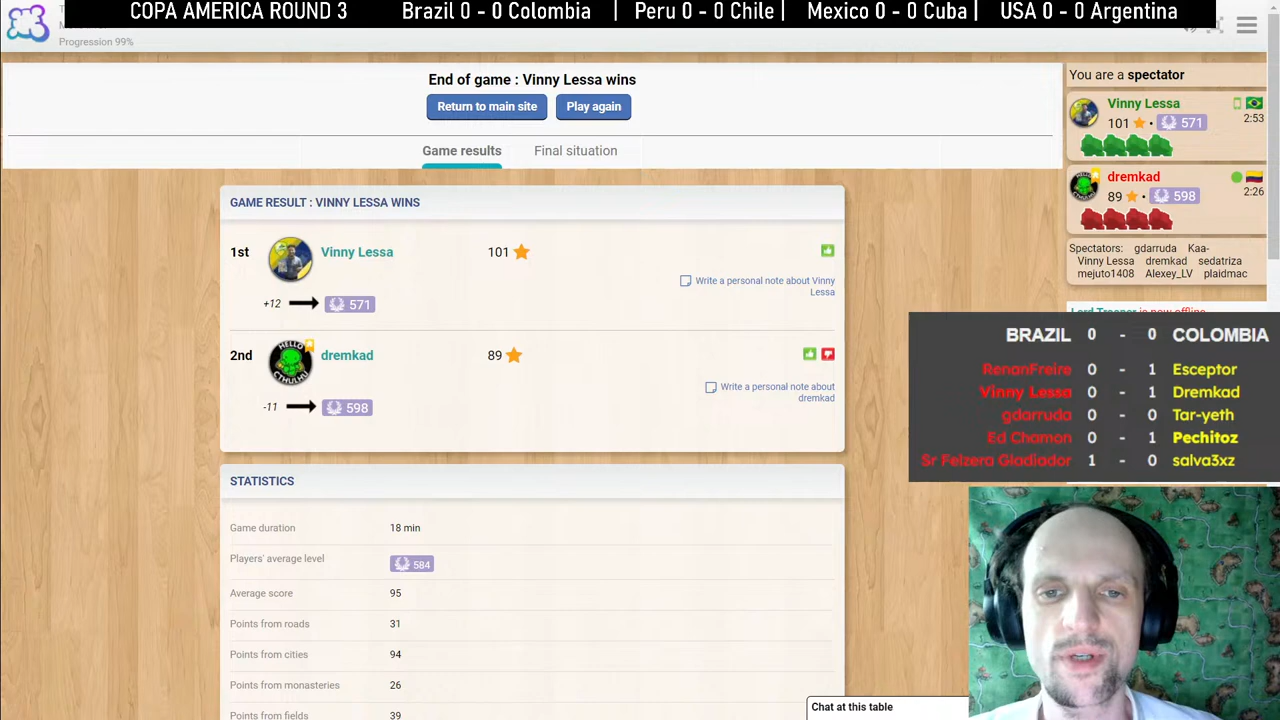 COPA AMERICA ROUND 3 Brazil 0 - 0 Colombia | Peru 0 - 0 Chile | Mexico 0 - 0 Cuba | USA 0 - 0 Argentina
Progression 99%
End of game : Vinny Lessa wins
Return to main site Play again
Game results Final situation
GAME RESULT : VINNY LESSA WINS
1st Vinny Lessa 101
Write a personal note about Vinny
Lessa
+12 571
2nd dremkad 89
Write a personal note about
dremkad
-11 598
STATISTICS
Game duration 18 min
Players' average level 584
Average score 95
Points from roads 31
Points from cities 94
Points from monasteries 26
Points from fields 39
You are a spectator
Vinny Lessa
101 • 571 2:53
dremkad
HELLO CTHULHU
89 • 598 2:26
Spectators: gdarruda Kaa-
Vinny Lessa dremkad sedatriza
mejuto1408 Alexey_LV plaidmac
is now offline
BRAZIL 0 - 0 COLOMBIA
RenanFreire 0 - 1 Esceptor
Vinny Lessa 0 - 1 Dremkad
gdarruda 0 - 0 Tar-yeth
Ed Chamon 0 - 1 Pechitoz
Sr Felzera Gladiador 1 - 0 salva3xz
Chat at this table